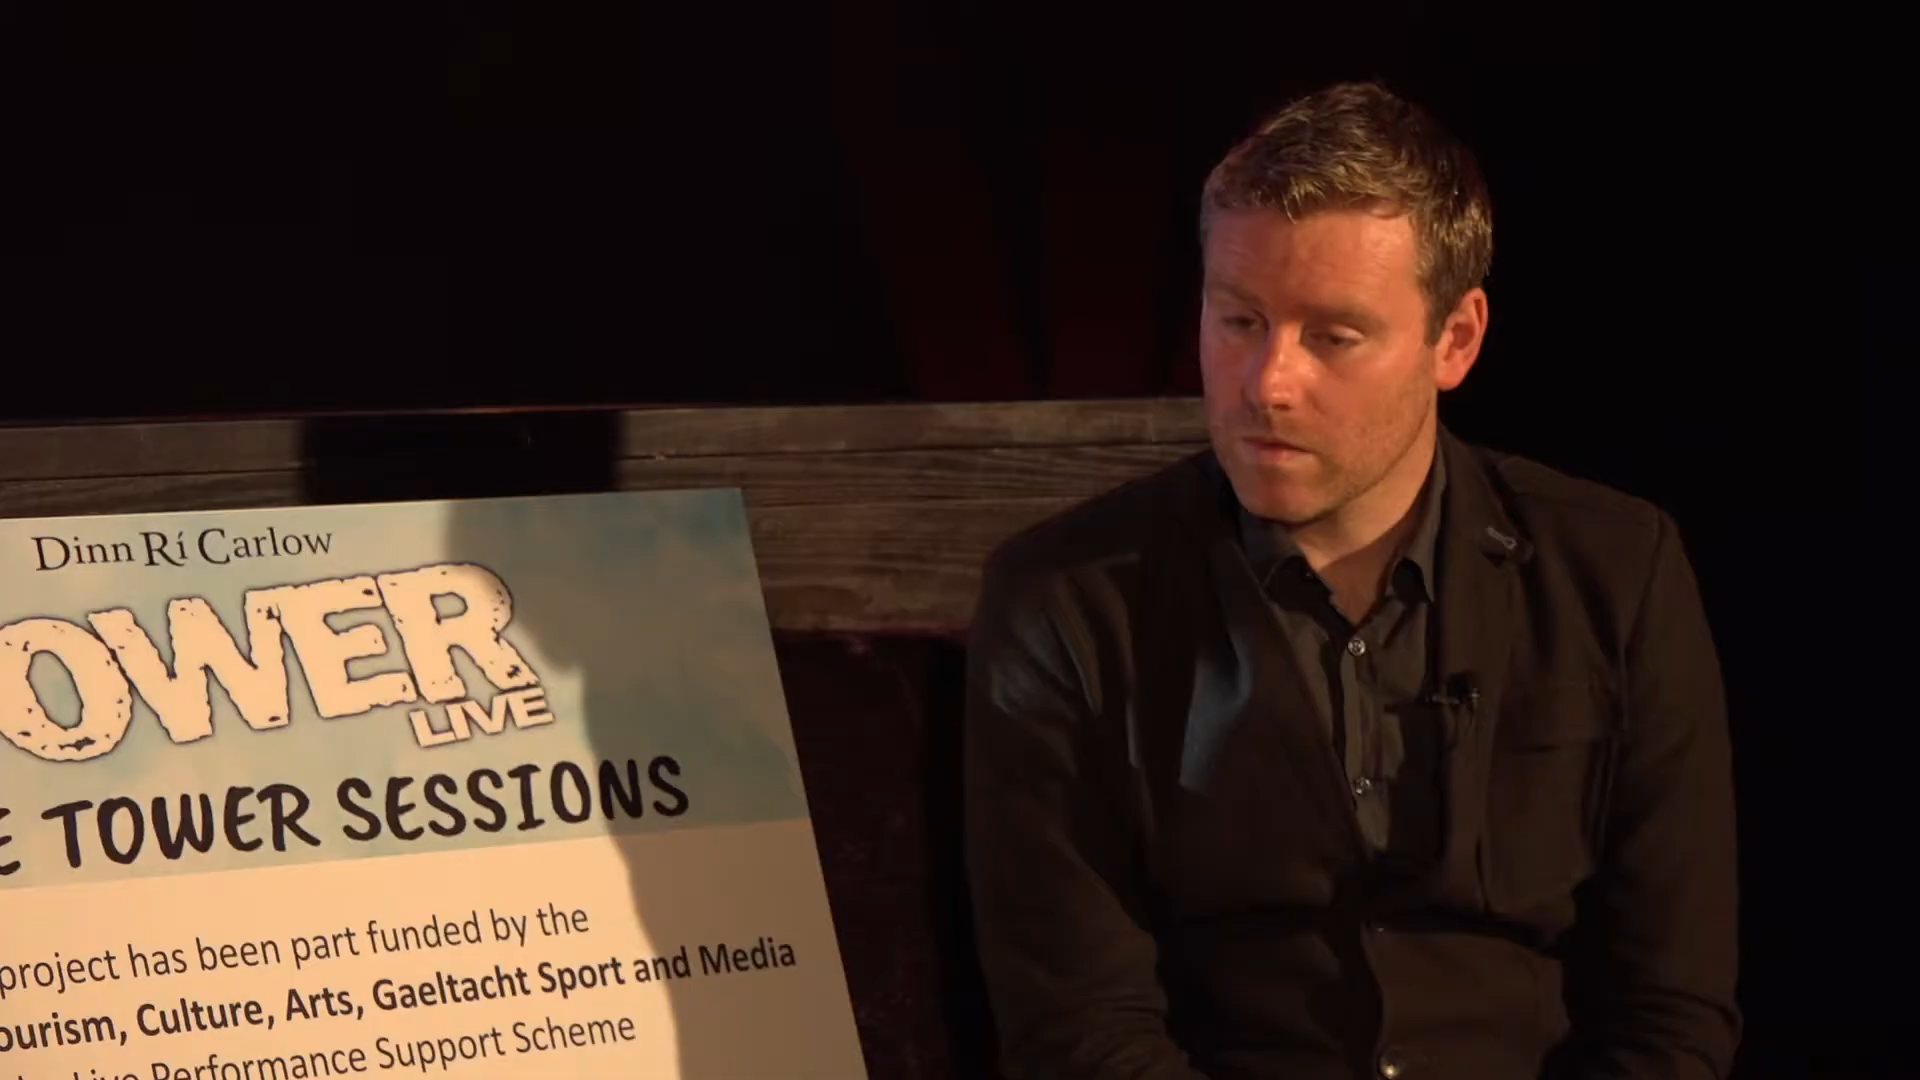 Dinn Rí Carlow
OWER
LIVE
E TOWER SESSIONS
project has been part funded by the
ourism, Culture, Arts, Gaeltacht Sport and Media
Live Performance Support Scheme